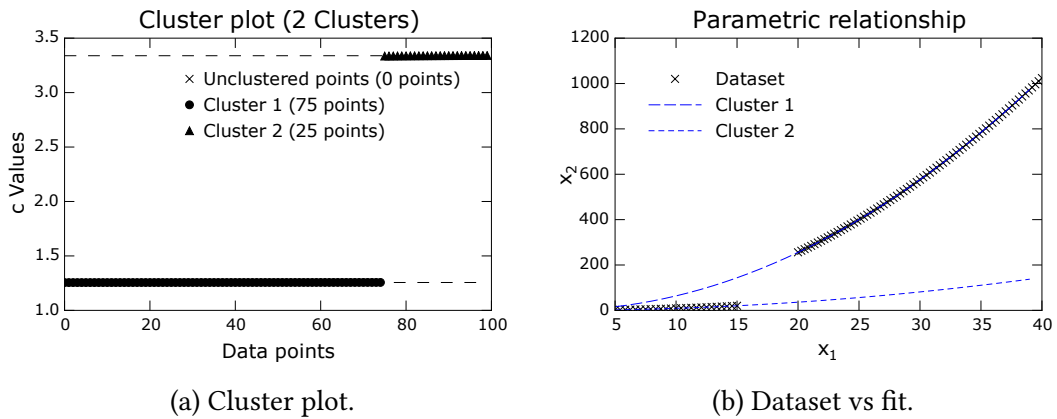 Cluster plot (2 Clusters)
3.5
3.0
2.5
2.0
1.5
1.0
c Values
Unclustered points (0 points)
Cluster 1 (75 points)
Cluster 2 (25 points)
0 20 40 60 80 100
Data points
(a) Cluster plot.
Parametric relationship
1200
1000
800
600
400
200
0
x_2
Dataset
Cluster 1
Cluster 2
5 10 15 20 25 30 35 40
x_1
(b) Dataset vs fit.